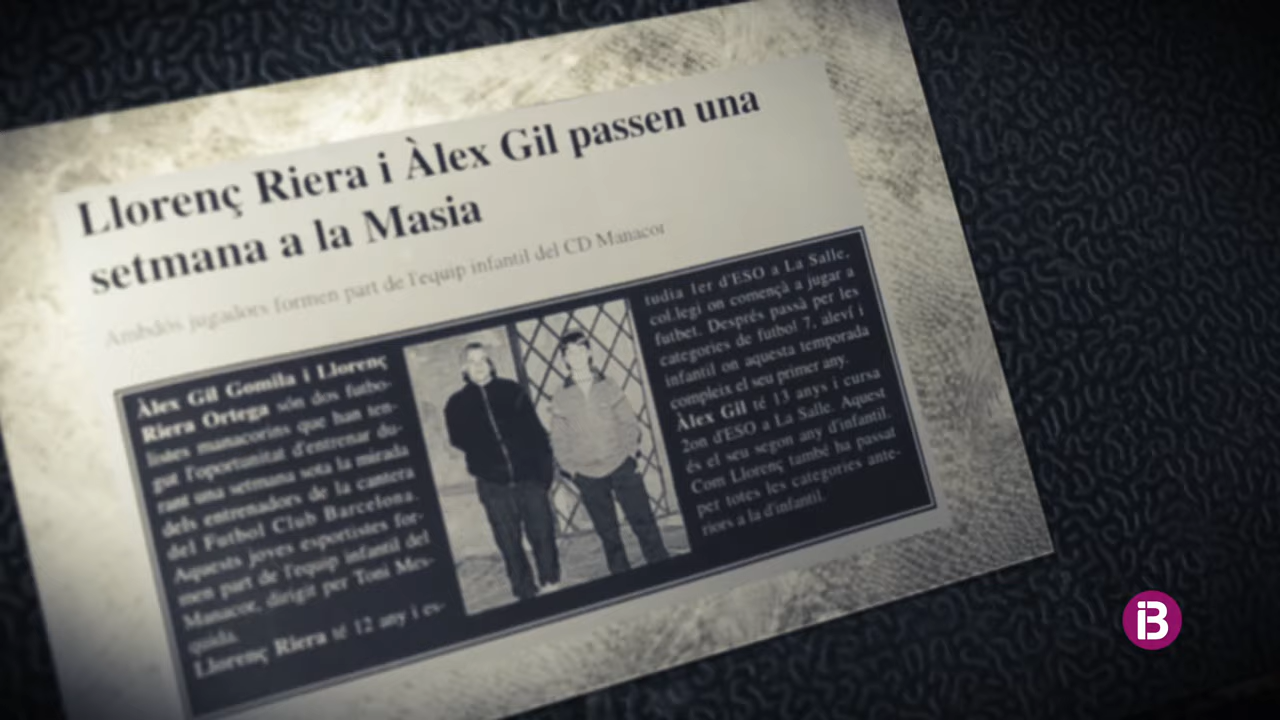 Llorenç Riera i Àlex Gil passen una
setmana a la Masia
Ambdós jugadors formen part de l'equip infantil del CD Manacor
Àlex Gil Gomila i Llorenç
Riera Ortega són dos futbo-
listes manacorins que han ten-
gut l'oportunitat d'entrenar du-
rant una setmana sota la mirada
dels entrenadors de la cantera
del Futbol Club Barcelona.
Aquests joves esportistes for-
men part de l'equip infantil del
Manacor, dirigit per Toni Mes-
quida.
Llorenç Riera té 12 any i es-
tudia 1er d'ESO a La Salle,
col.legi on començà a jugar a
futbet. Després passà per les
categories de futbol 7, aleví i
infantil on aquesta temporada
compleix el seu primer any.
Àlex Gil té 13 anys i cursa
2on d'ESO a La Salle. Aquest
és el seu segon any d'infantil.
Com Llorenç també ha passat
per totes les categories ante-
riors a la d'infantil.
iB